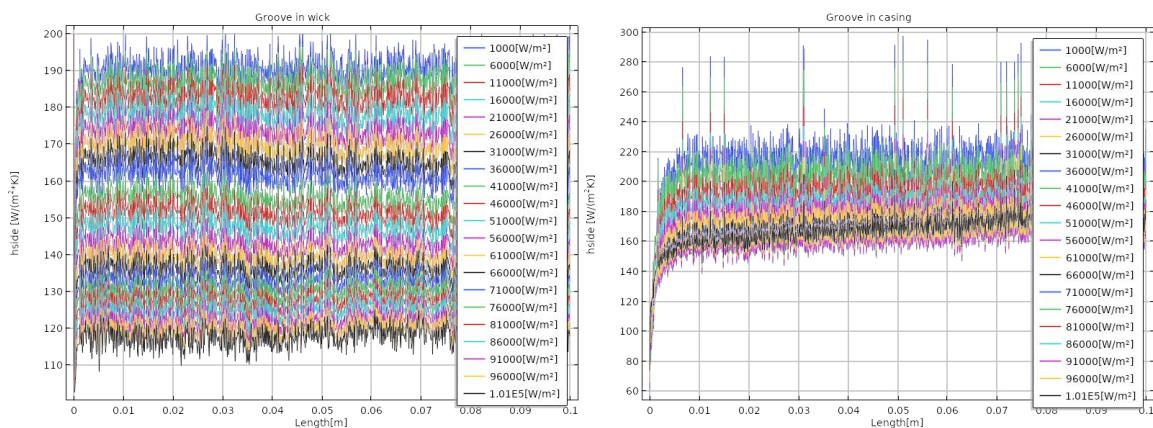 Groove in wick
hside [W/(m²*K)]
200
190
180
170
160
150
140
130
120
110
0
0.01
0.02
0.03
0.04
0.05
0.06
0.07
0.08
0.09
0.1
Length[m]
1000[W/m²]
6000[W/m²]
11000[W/m²]
16000[W/m²]
21000[W/m²]
26000[W/m²]
31000[W/m²]
36000[W/m²]
41000[W/m²]
46000[W/m²]
51000[W/m²]
56000[W/m²]
61000[W/m²]
66000[W/m²]
71000[W/m²]
76000[W/m²]
81000[W/m²]
86000[W/m²]
91000[W/m²]
96000[W/m²]
1.01E5[W/m²]
Groove in casing
hside [W/(m²K)]
300
280
260
240
220
200
180
160
140
120
100
80
60
0
0.01
0.02
0.03
0.04
0.05
0.06
0.07
0.08
0.09
0.1
Length[m]
1000[W/m²]
6000[W/m²]
11000[W/m²]
16000[W/m²]
21000[W/m²]
26000[W/m²]
31000[W/m²]
36000[W/m²]
41000[W/m²]
46000[W/m²]
51000[W/m²]
56000[W/m²]
61000[W/m²]
66000[W/m²]
71000[W/m²]
76000[W/m²]
81000[W/m²]
86000[W/m²]
91000[W/m²]
96000[W/m²]
1.01E5[W/m²]